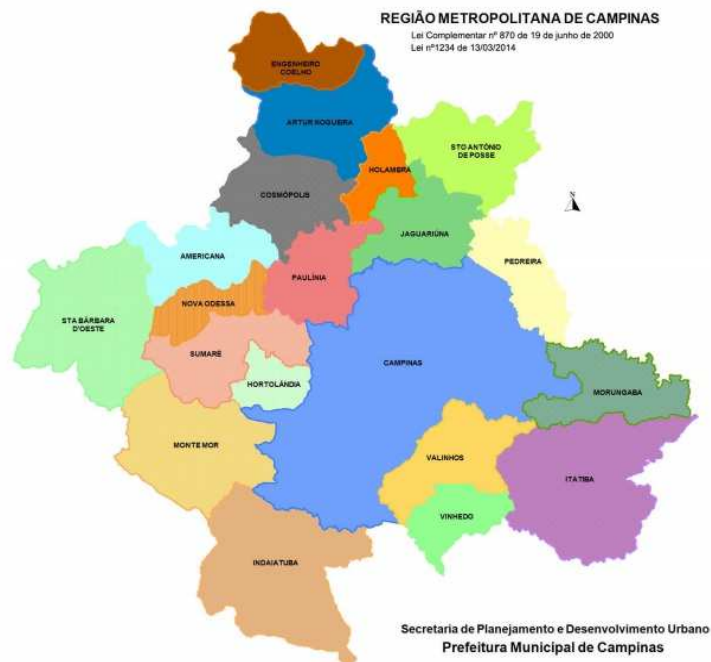 REGIÃO METROPOLITANA DE CAMPINAS
Lei Complementar nº 870 de 19 de junho de 2000
Lei nº1234 de 13/03/2014
ENGENHEIRO
COELHO
ARTUR NOGUEIRA
STO ANTÔNIO
DE POSSE
HOLAMBRA
COSMÓPOLIS
N
JAGUARIÚNA
AMERICANA
PEDREIRA
PAULÍNIA
NOVA ODESSA
STA BÁRBARA
D'OESTE
SUMARÉ
CAMPINAS
HORTOLÂNDIA
MORUNGABA
MONTE MOR
VALINHOS
ITATIBA
VINHEDO
INDAIATUBA
Secretaria de Planejamento e Desenvolvimento Urbano
Prefeitura Municipal de Campinas